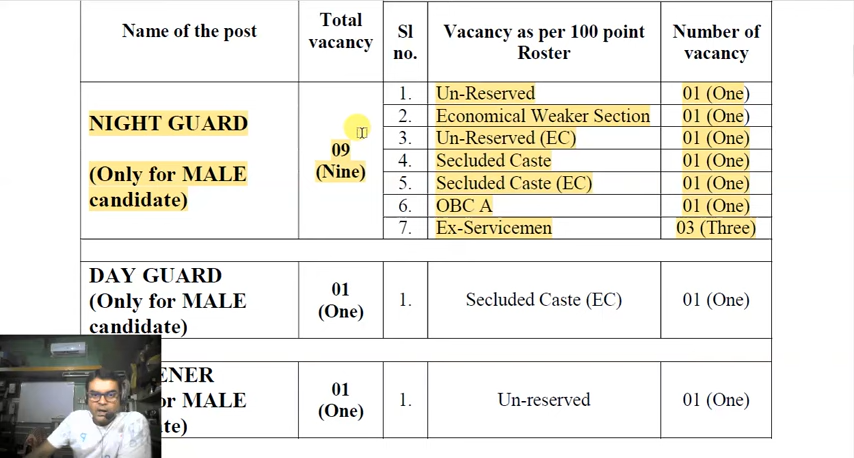 Name of the post
Total
vacancy
Sl
no.
Vacancy as per 100 point
Roster
Number of
vacancy
NIGHT GUARD
(Only for MALE
candidate)
09
(Nine)
1. Un-Reserved 01 (One)
2. Economical Weaker Section 01 (One)
3. Un-Reserved (EC) 01 (One)
4. Secluded Caste 01 (One)
5. Secluded Caste (EC) 01 (One)
6. OBC A 01 (One)
7. Ex-Servicemen 03 (Three)
DAY GUARD
(Only for MALE
candidate)
01
(One)
1. Secluded Caste (EC) 01 (One)
ENER
or MALE
te)
01
(One)
1. Un-reserved 01 (One)